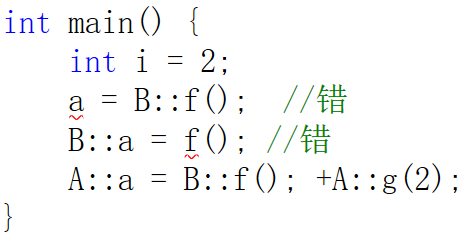 int main() {
    int i = 2;
    a = B::f();  //错
    B::a = f(); //错
    A::a = B::f(); +A::g(2);
}